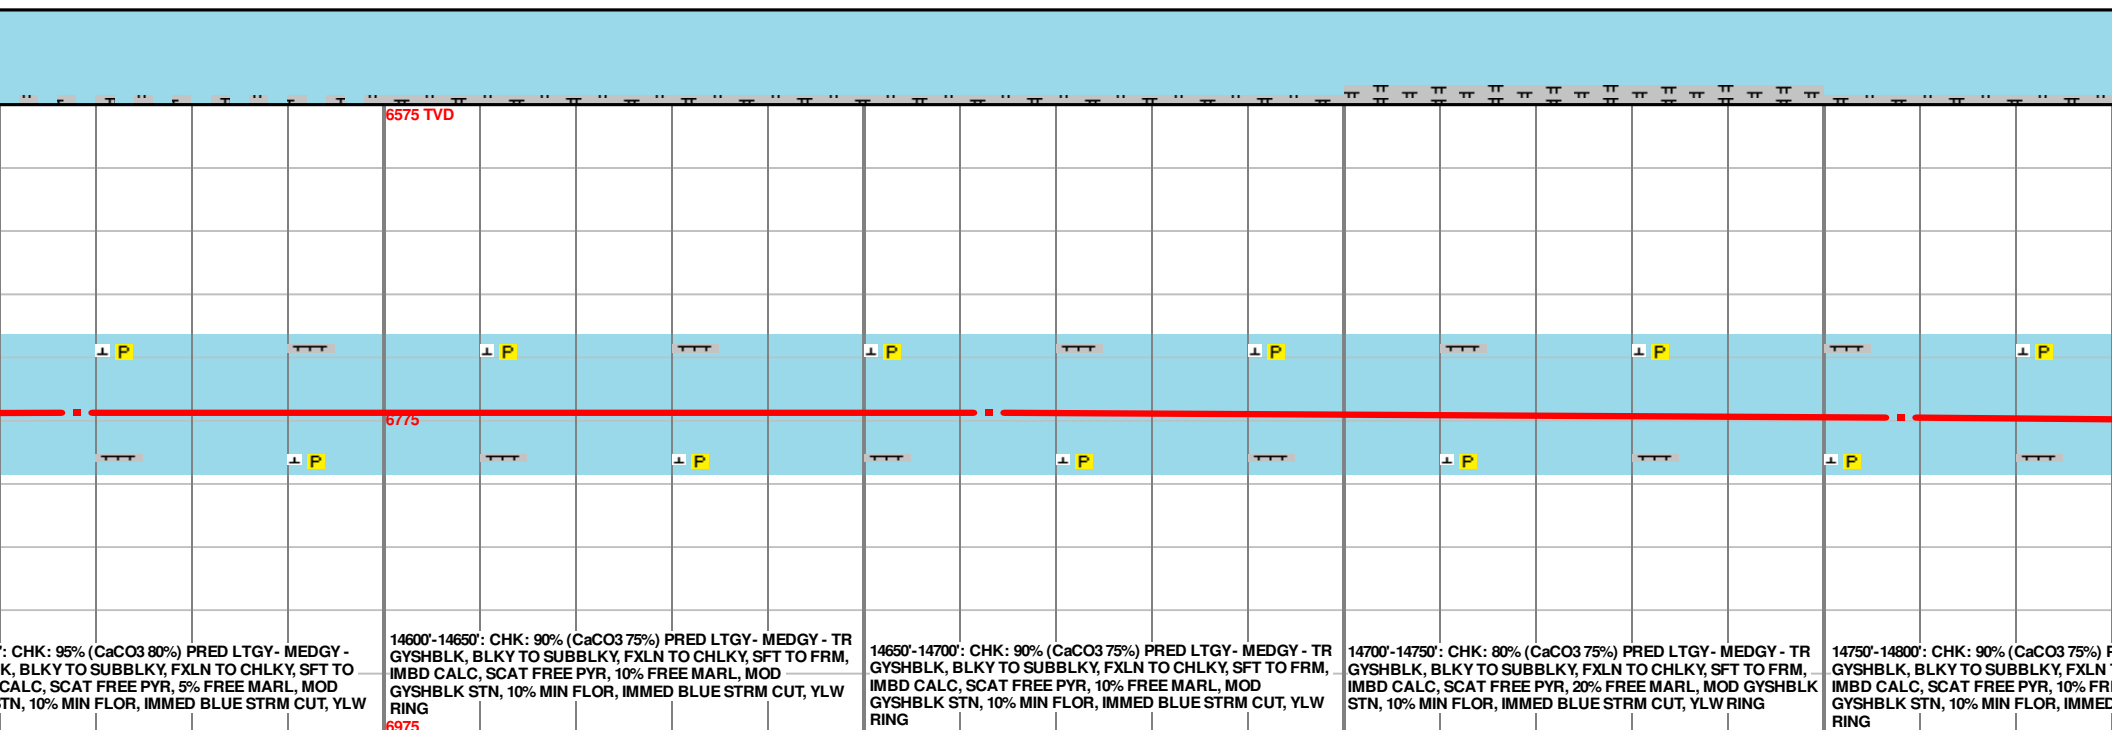 6575 TVD
P
P
P
P
P
P
6775
P
P
P
P
P
': CHK: 95% (CaCO3 80%) PRED LTGY- MEDGY -
K, BLKY TO SUBBLKY, FXLN TO CHLKY, SFT TO
CALC, SCAT FREE PYR, 5% FREE MARL, MOD
STN, 10% MIN FLOR, IMMED BLUE STRM CUT, YLW
14600'-14650': CHK: 90% (CaCO3 75%) PRED LTGY- MEDGY - TR
GYSHBLK, BLKY TO SUBBLKY, FXLN TO CHLKY, SFT TO FRM,
IMBD CALC, SCAT FREE PYR, 10% FREE MARL, MOD
GYSHBLK STN, 10% MIN FLOR, IMMED BLUE STRM CUT, YLW
RING
14650'-14700': CHK: 90% (CaCO3 75%) PRED LTGY- MEDGY - TR
GYSHBLK, BLKY TO SUBBLKY, FXLN TO CHLKY, SFT TO FRM,
IMBD CALC, SCAT FREE PYR, 10% FREE MARL, MOD
GYSHBLK STN, 10% MIN FLOR, IMMED BLUE STRM CUT, YLW
RING
14700'-14750': CHK: 80% (CaCO3 75%) PRED LTGY- MEDGY - TR
GYSHBLK, BLKY TO SUBBLKY, FXLN TO CHLKY, SFT TO FRM,
IMBD CALC, SCAT FREE PYR, 20% FREE MARL, MOD GYSHBLK
STN, 10% MIN FLOR, IMMED BLUE STRM CUT, YLW RING
14750'-14800': CHK: 90% (CaCO3 75%) P
GYSHBLK, BLKY TO SUBBLKY, FXLN T
IMBD CALC, SCAT FREE PYR, 10% FRE
GYSHBLK STN, 10% MIN FLOR, IMMED
RING
6975